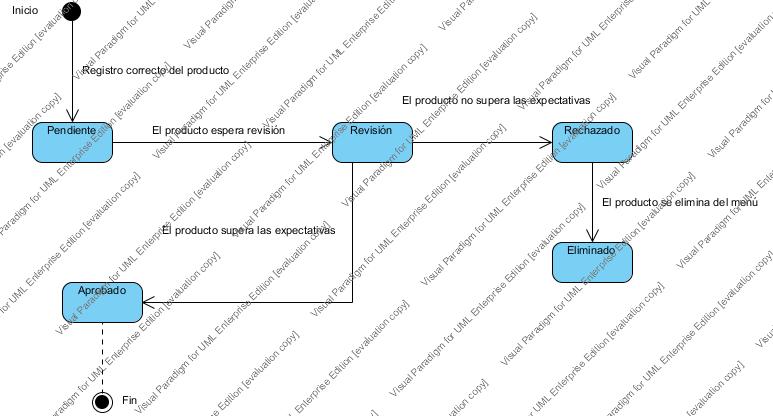 Inicio
Registro correcto del producto
El producto no supera las expectativas
Pendiente
El producto espera revisión
Revisión
Rechazado
El producto se elimina del menú
El producto supera las expectativas
Eliminado
Aprobado
Fin
Visual Paradigm for UML Enterprise Edition [evaluation copy]